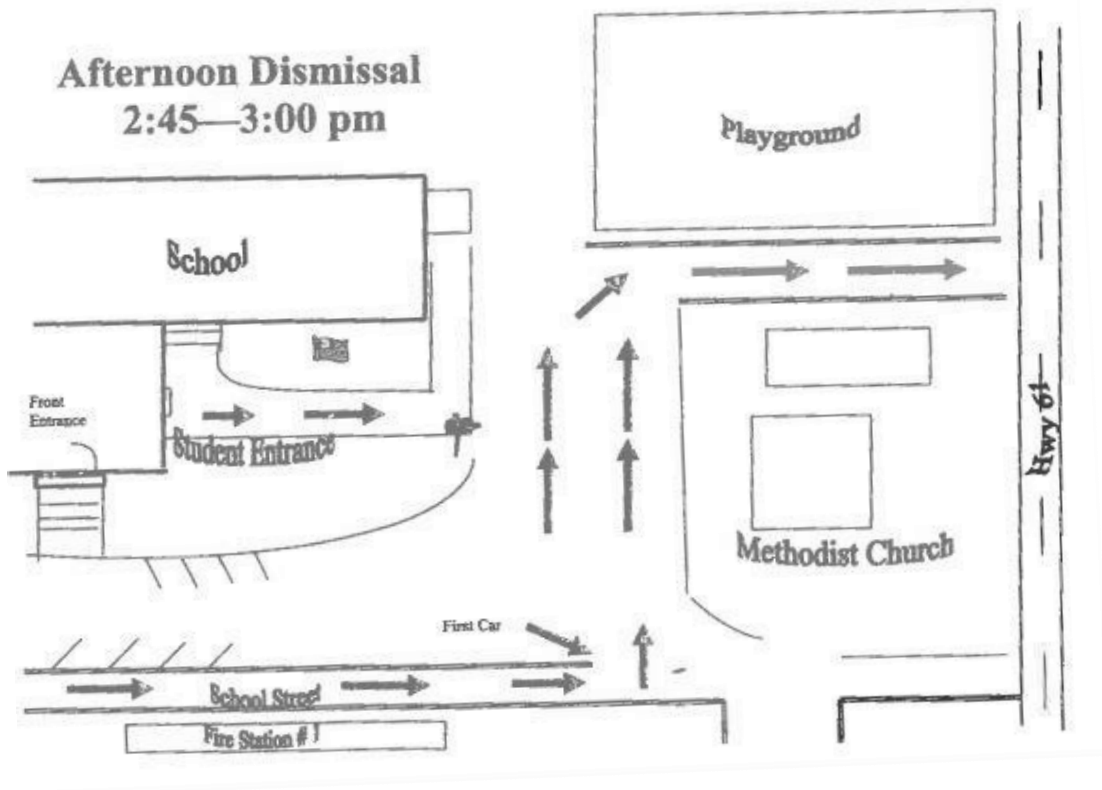 Afternoon Dismissal
2:45—3:00 pm
Playground
School
Front
Entrance
Student Entrance
Hwy 61
Methodist Church
First Car
School Street
Fire Station # 1